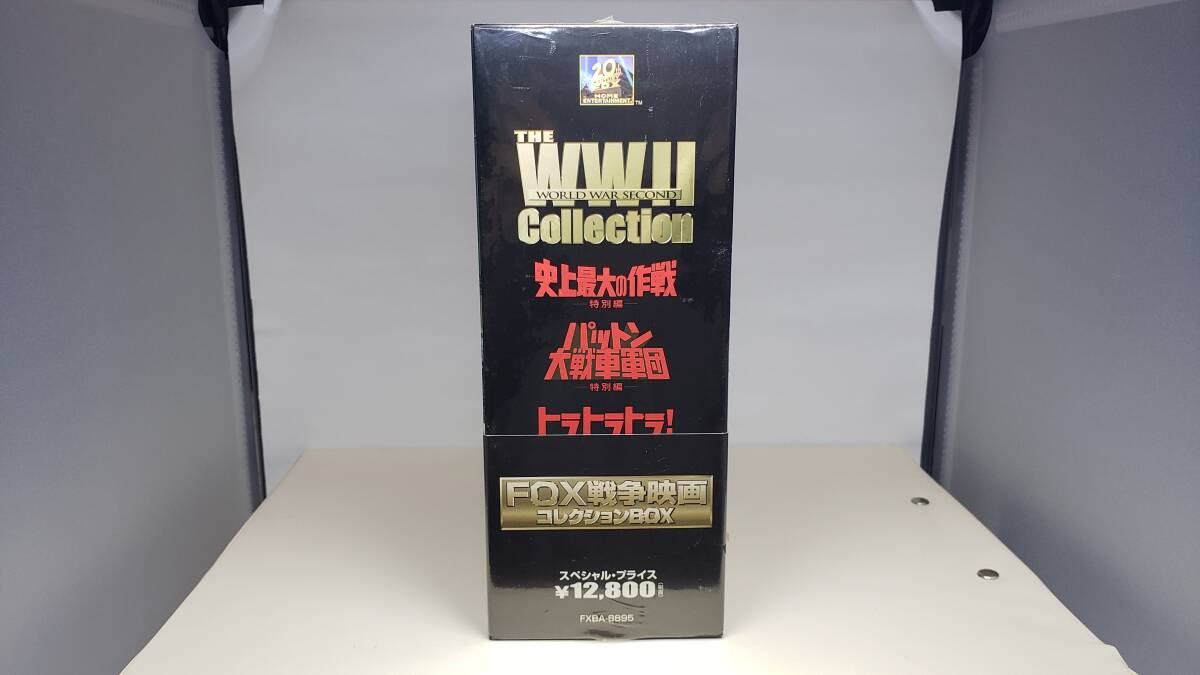 20th
CENTURY
FOX
HOME
ENTERTAINMENT
TM
THE
WWII
WORLD WAR SECOND
Collection
史上最大の作戦
特別編
パットン
大戦車軍団
特別編
トラトラトラ!
FOX戦争映画
コレクションBOX
スペシャル・プライス
¥12,800
FXBA-8895